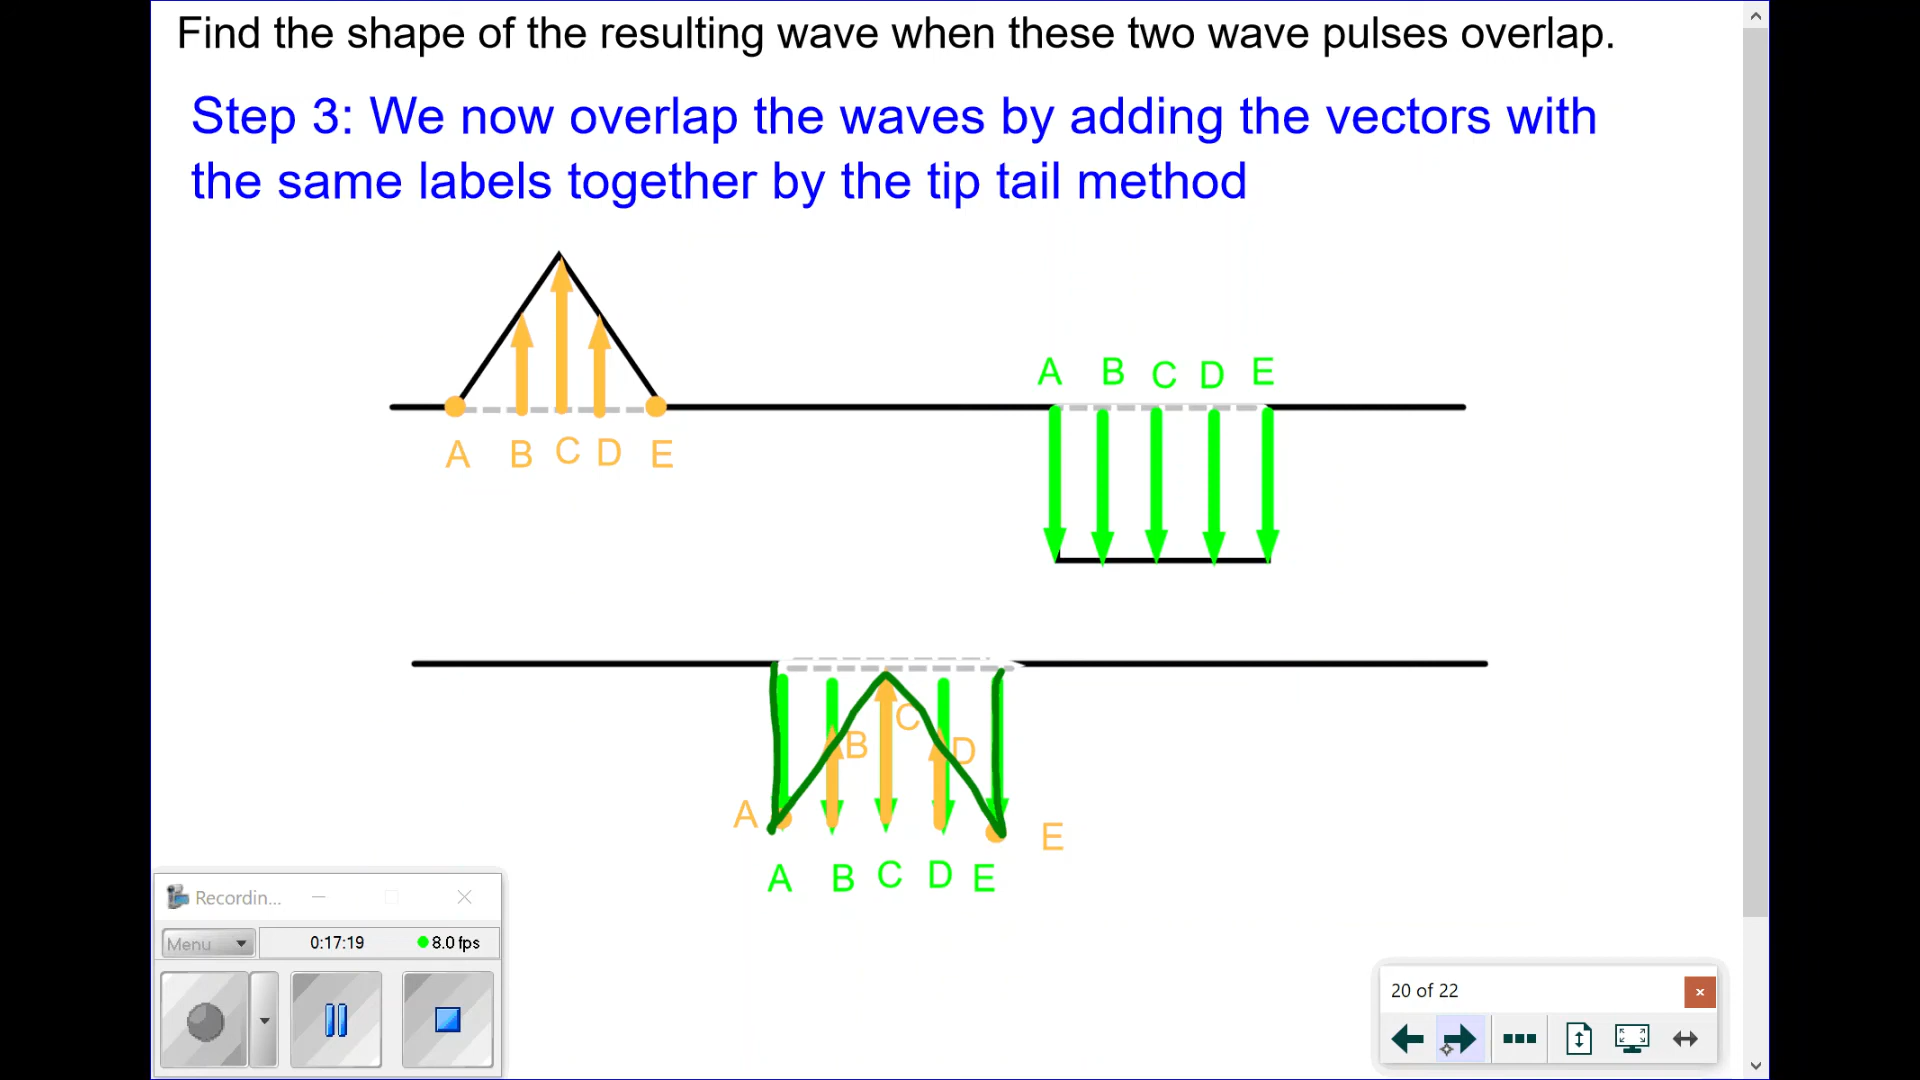 Find the shape of the resulting wave when these two wave pulses overlap.
Step 3: We now overlap the waves by adding the vectors with
the same labels together by the tip tail method
A B C D E
A B C D E
C
B D
A E
A B C D E
Recordin...
Menu 0:17:19 8.0 fps
20 of 22